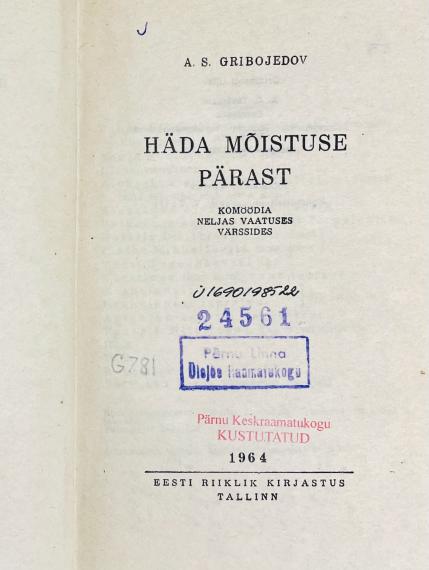 A. S. GRIBOJEDOV
HÄDA MÕISTUSE
PÄRAST
KOMÖÖDIA
NELJAS VAATUSES
VÄRSSIDES
24561
Pärnu Linna
G781
Pärnu Keskraamatukogu
KUSTUTATUD
1964
EESTI RIIKLIK KIRJASTUS
TALLINN